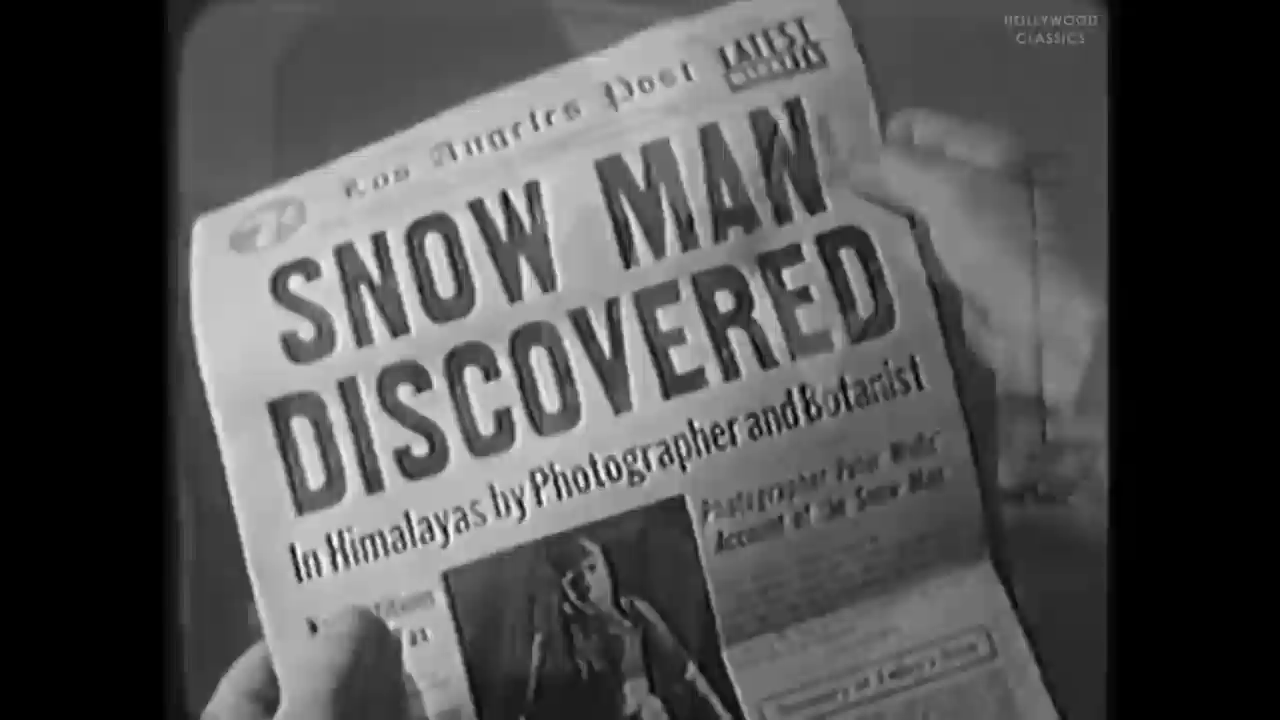 HOLLYWOOD
CLASSICS
LATEST
Los Angeles Post
SNOW MAN
DISCOVERED
In Himalayas by Photographer and Botanist
Photographer Peter
Account of the Snow Man